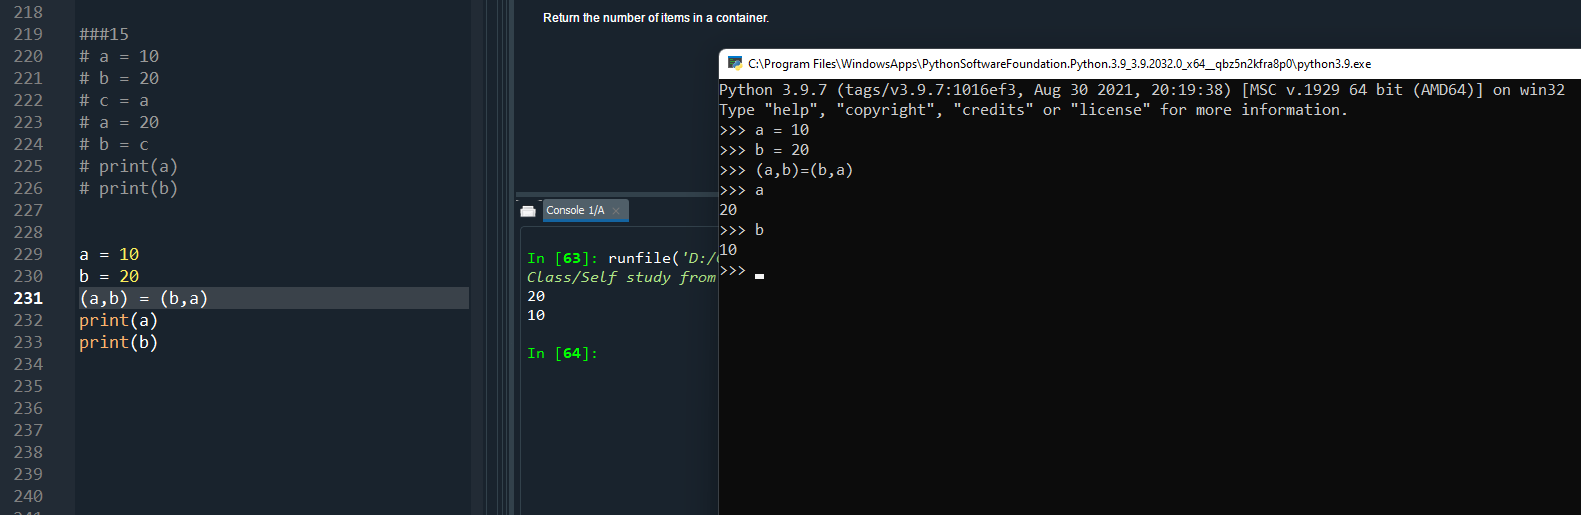 218
219 ###15
220 # a = 10
221 # b = 20
222 # c = a
223 # a = 20
224 # b = c
225 # print(a)
226 # print(b)
227
228
229 a = 10
230 b = 20
231 (a,b) = (b,a)
232 print(a)
233 print(b)
234
235
236
237
238
239
240
241
Return the number of items in a container.
Console 1/A
In [63]: runfile('D:/
Class/Self study from
20
10
In [64]:
C:\Program Files\WindowsApps\PythonSoftwareFoundation.Python.3.9_3.9.2032.0_x64__qbz5n2kfra8p0\python3.9.exe
Python 3.9.7 (tags/v3.9.7:1016ef3, Aug 30 2021, 20:19:38) [MSC v.1929 64 bit (AMD64)] on win32
Type "help", "copyright", "credits" or "license" for more information.
>>> a = 10
>>> b = 20
>>> (a,b)=(b,a)
>>> a
20
>>> b
10
>>>